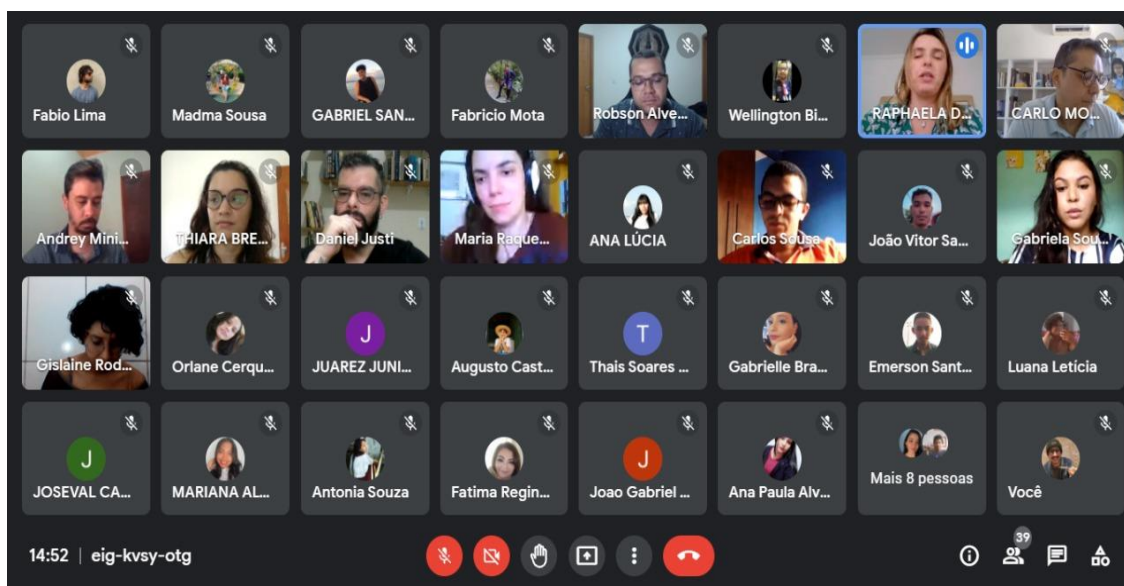 Fabio Lima
Madma Sousa
GABRIEL SAN...
Fabricio Mota
Robson Alve...
Wellington Bi...
RAPHAELA D...
CARLO MO...
Andrey Mini...
THIARA BRE...
Daniel Justi
Maria Raque...
ANA LÚCIA
Carlos Sousa
João Vitor Sa...
Gabriela Sou...
Gislaine Rod...
Orlane Cerqu...
J
JUAREZ JUNI...
Augusto Cast...
T
Thais Soares ...
Gabrielle Bra...
Emerson Sant...
Luana Leticia
J
JOSEVAL CA...
MARIANA AL...
Antonia Souza
Fatima Regin...
J
Joao Gabriel ...
Ana Paula Alv...
Mais 8 pessoas
Você
14:52 | eig-kvsy-otg
39